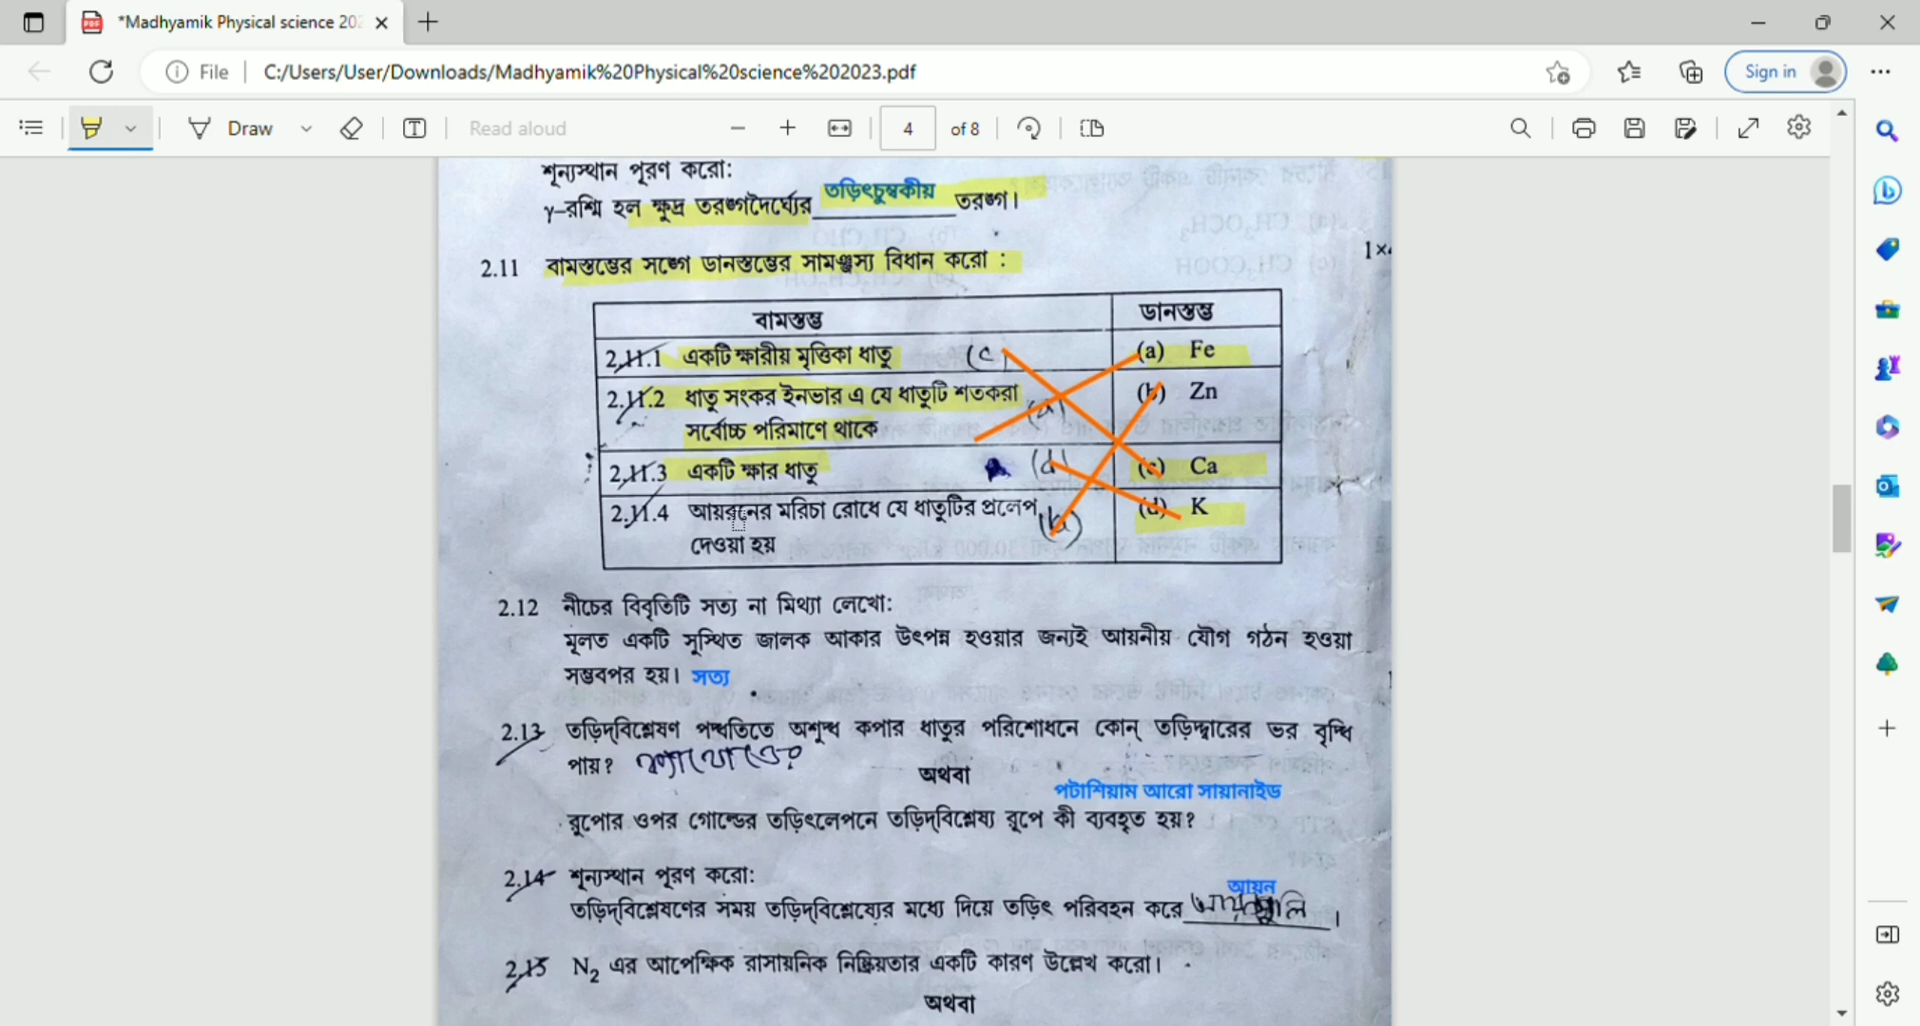 *Madhyamik Physical science 202
File
C:/Users/User/Downloads/Madhyamik%20Physical%20science%202023.pdf
Sign in
Draw
Read aloud
4
of 8
শূন্যস্থান পূরণ করো:
γ–রশ্মি হল ক্ষুদ্র তরঙ্গদৈর্ঘ্যের তড়িৎচুম্বকীয় তরঙ্গ।
2.11 বামস্তম্ভের সঙ্গে ডানস্তম্ভের সামঞ্জস্য বিধান করো :
বামস্তম্ভ ডানস্তম্ভ
2.11.1 একটি ক্ষারীয় মৃত্তিকা ধাতু (c) (a) Fe
2.11.2 ধাতু সংকর ইনভার এ যে ধাতুটি শতকরা (b) Zn
সর্বোচ্চ পরিমাণে থাকে (a)
2.11.3 একটি ক্ষার ধাতু (d) (c) Ca
2.11.4 আয়রনের মরিচা রোধে যে ধাতুটির প্রলেপ (b) (d) K
দেওয়া হয়
2.12 নীচের বিবৃতিটি সত্য না মিথ্যা লেখো:
মূলত একটি সুস্থিত জালক আকার উৎপন্ন হওয়ার জন্যই আয়নীয় যৌগ গঠন হওয়া
সম্ভবপর হয়। সত্য
2.13 তড়িদ্‌বিশ্লেষণ পদ্ধতিতে অশুদ্ধ কপার ধাতুর পরিশোধনে কোন্ তড়িদ্দ্বারের ভর বৃদ্ধি
পায়? ক্যাথোডের
অথবা
পটাশিয়াম আরো সায়ানাইড
রুপোর ওপর গোল্ডের তড়িৎলেপনে তড়িদ্‌বিশ্লেষ্য রূপে কী ব্যবহৃত হয়?
2.14 শূন্যস্থান পূরণ করো:
আয়ন
তড়িদ্‌বিশ্লেষণের সময় তড়িদ্‌বিশ্লেষ্যের মধ্যে দিয়ে তড়িৎ পরিবহন করে ।
2.15 N₂ এর আপেক্ষিক রাসায়নিক নিষ্ক্রিয়তার একটি কারণ উল্লেখ করো।
অথবা